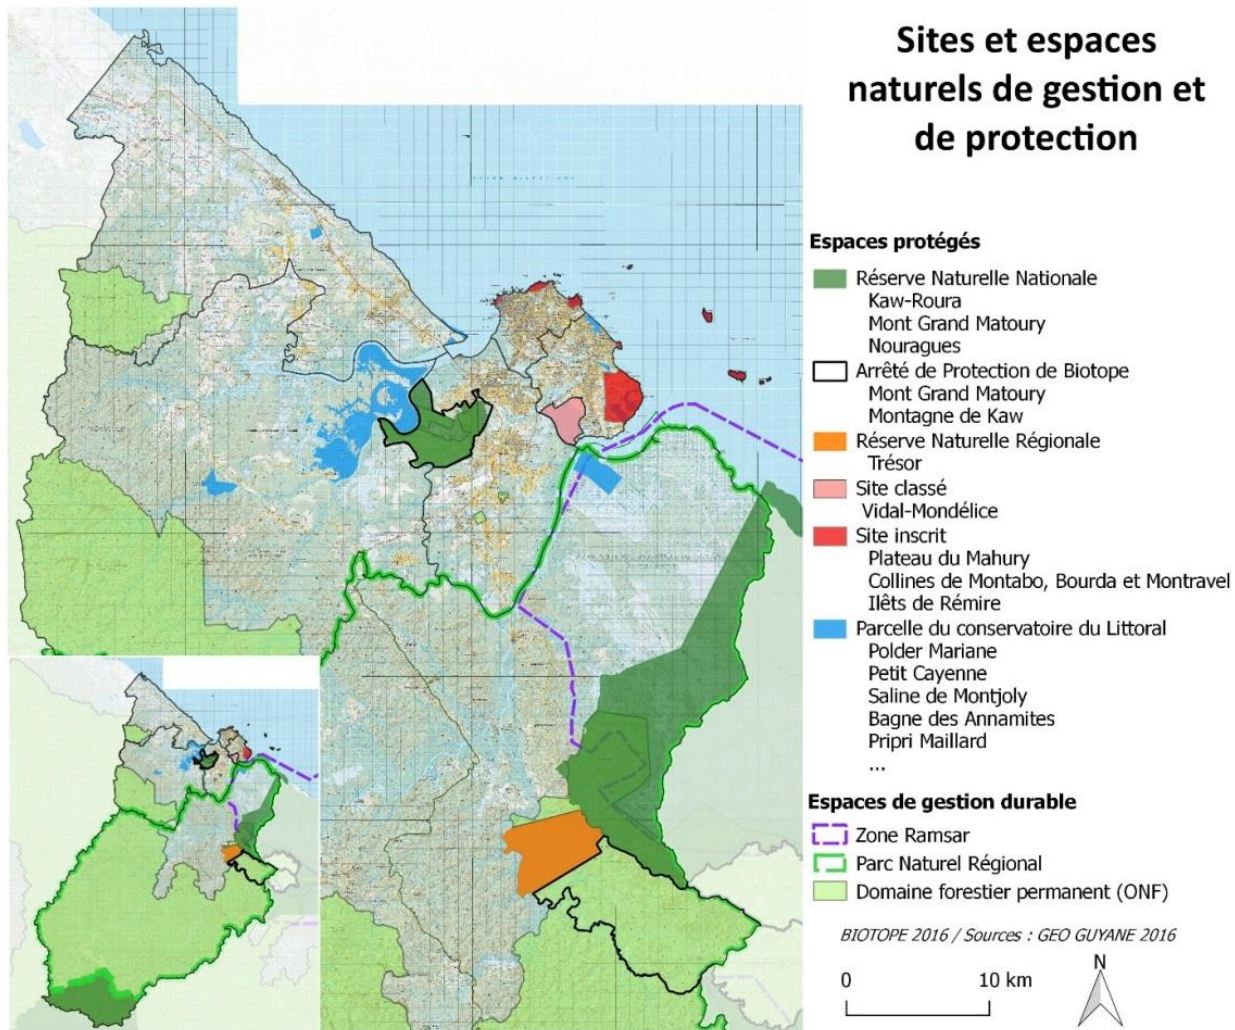 Sites et espaces
naturels de gestion et
de protection
Espaces protégés
Réserve Naturelle Nationale
Kaw-Roura
Mont Grand Matoury
Nouragues
Arrêté de Protection de Biotope
Mont Grand Matoury
Montagne de Kaw
Réserve Naturelle Régionale
Trésor
Site classé
Vidal-Mondélice
Site inscrit
Plateau du Mahury
Collines de Montabo, Bourda et Montravel
Ilêts de Rémire
Parcelle du conservatoire du Littoral
Polder Mariane
Petit Cayenne
Saline de Montjoly
Bagne des Annamites
Pripri Maillard
...
Espaces de gestion durable
Zone Ramsar
Parc Naturel Régional
Domaine forestier permanent (ONF)
BIOTOPE 2016 / Sources : GEO GUYANE 2016
0 10 km
N